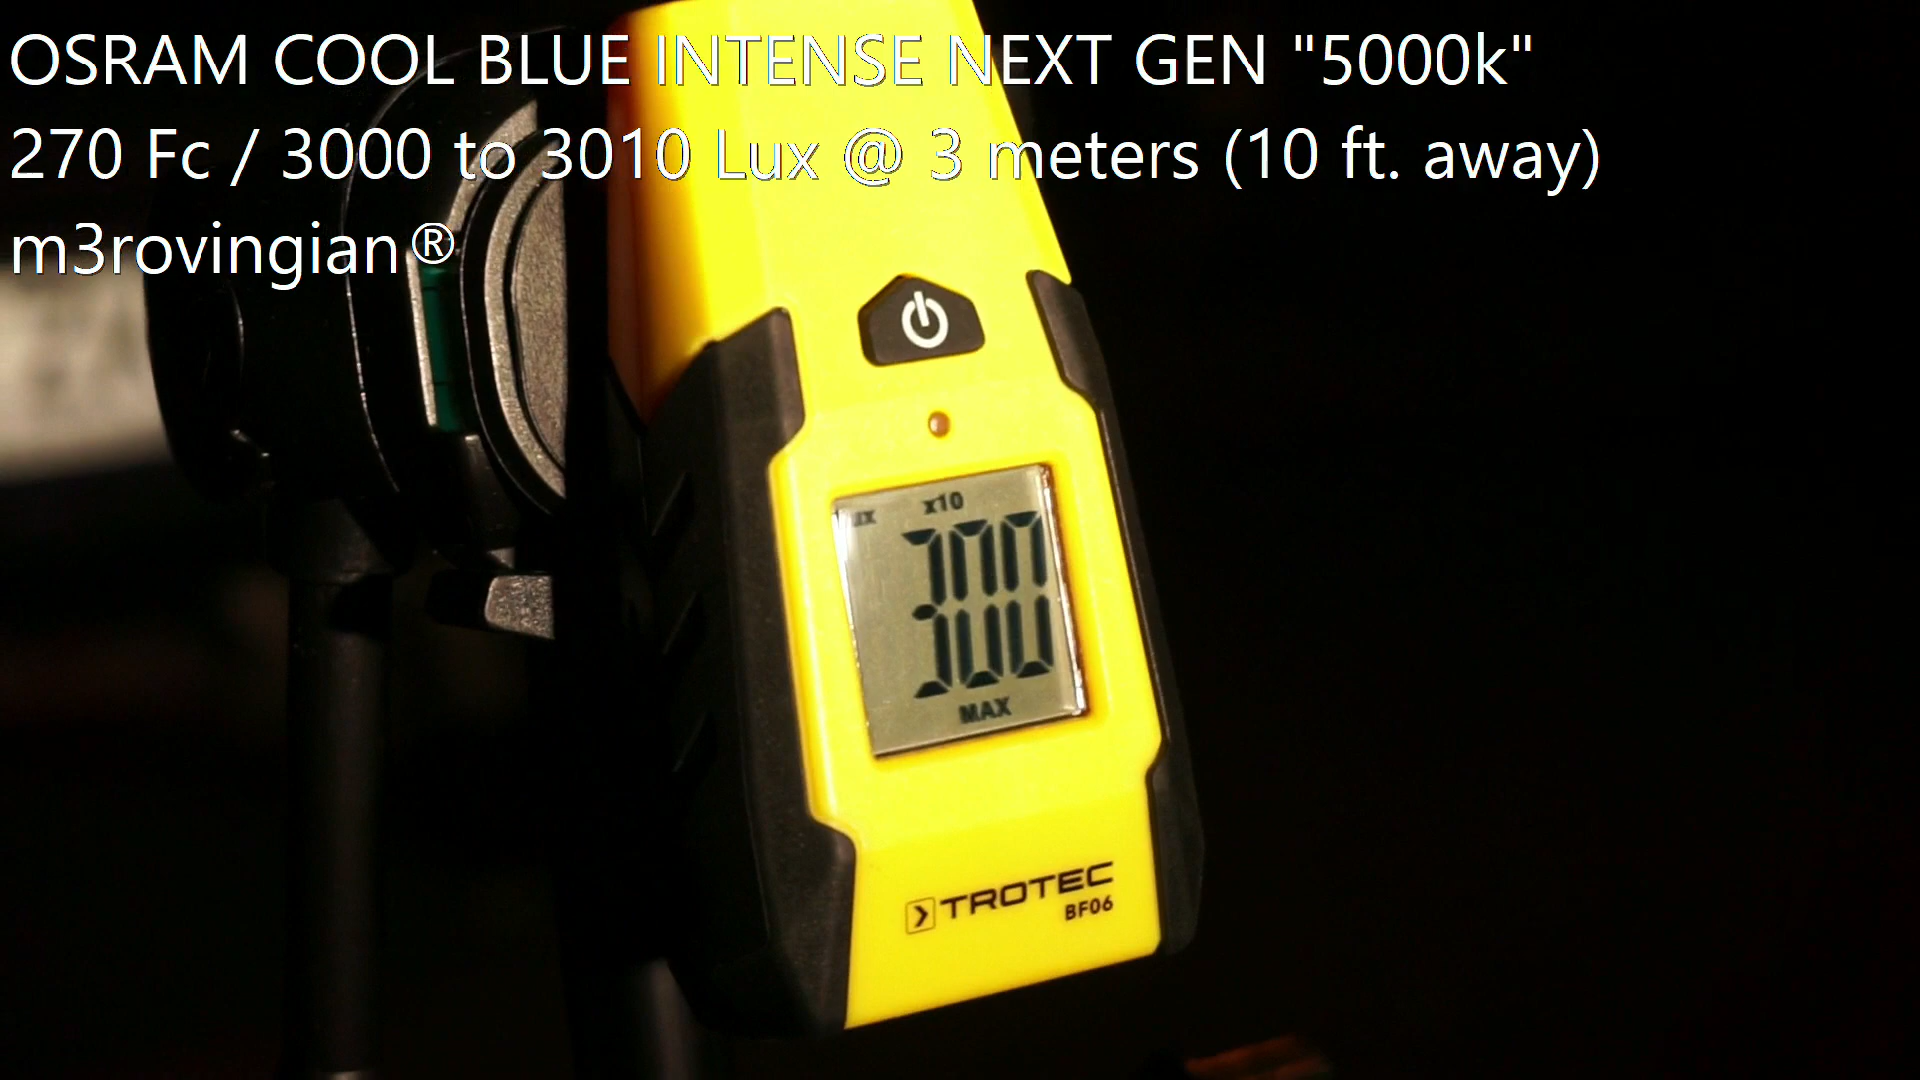 OSRAM COOL BLUE INTENSE NEXT GEN "5000k"
270 Fc / 3000 to 3010 Lux @ 3 meters (10 ft. away)
m3rovingian®
x10
300
MAX
TROTEC
BF06